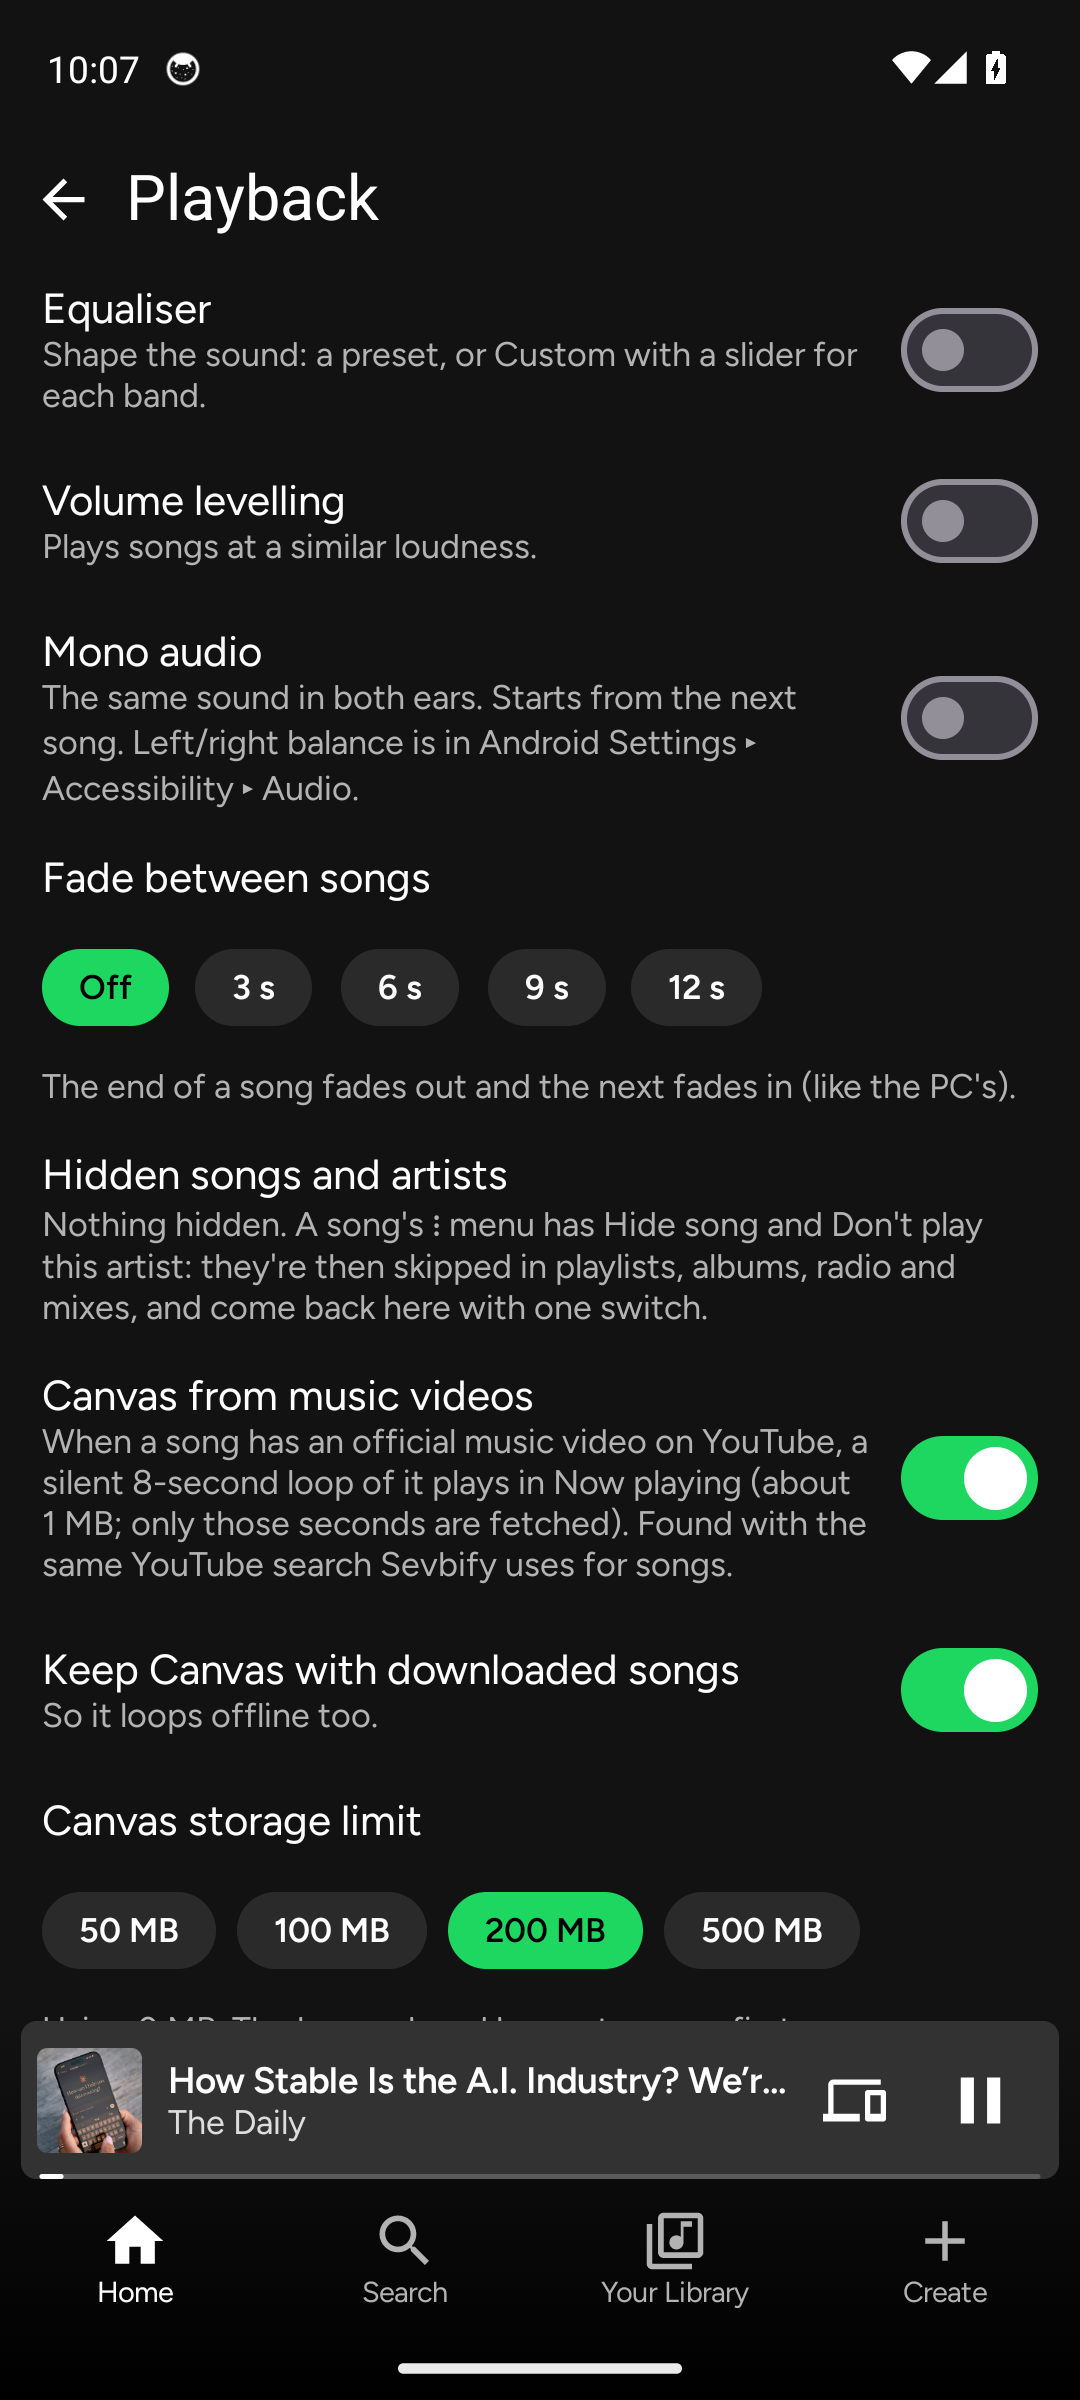 10:07
Playback
Equaliser
Shape the sound: a preset, or Custom with a slider for
each band.
Volume levelling
Plays songs at a similar loudness.
Mono audio
The same sound in both ears. Starts from the next
song. Left/right balance is in Android Settings ▸
Accessibility ▸ Audio.
Fade between songs
Off 3 s 6 s 9 s 12 s
The end of a song fades out and the next fades in (like the PC's).
Hidden songs and artists
Nothing hidden. A song's ⋮ menu has Hide song and Don't play
this artist: they're then skipped in playlists, albums, radio and
mixes, and come back here with one switch.
Canvas from music videos
When a song has an official music video on YouTube, a
silent 8-second loop of it plays in Now playing (about
1 MB; only those seconds are fetched). Found with the
same YouTube search Sevbify uses for songs.
Keep Canvas with downloaded songs
So it loops offline too.
Canvas storage limit
50 MB 100 MB 200 MB 500 MB
How Stable Is the A.I. Industry? We’r...
The Daily
Home Search Your Library Create